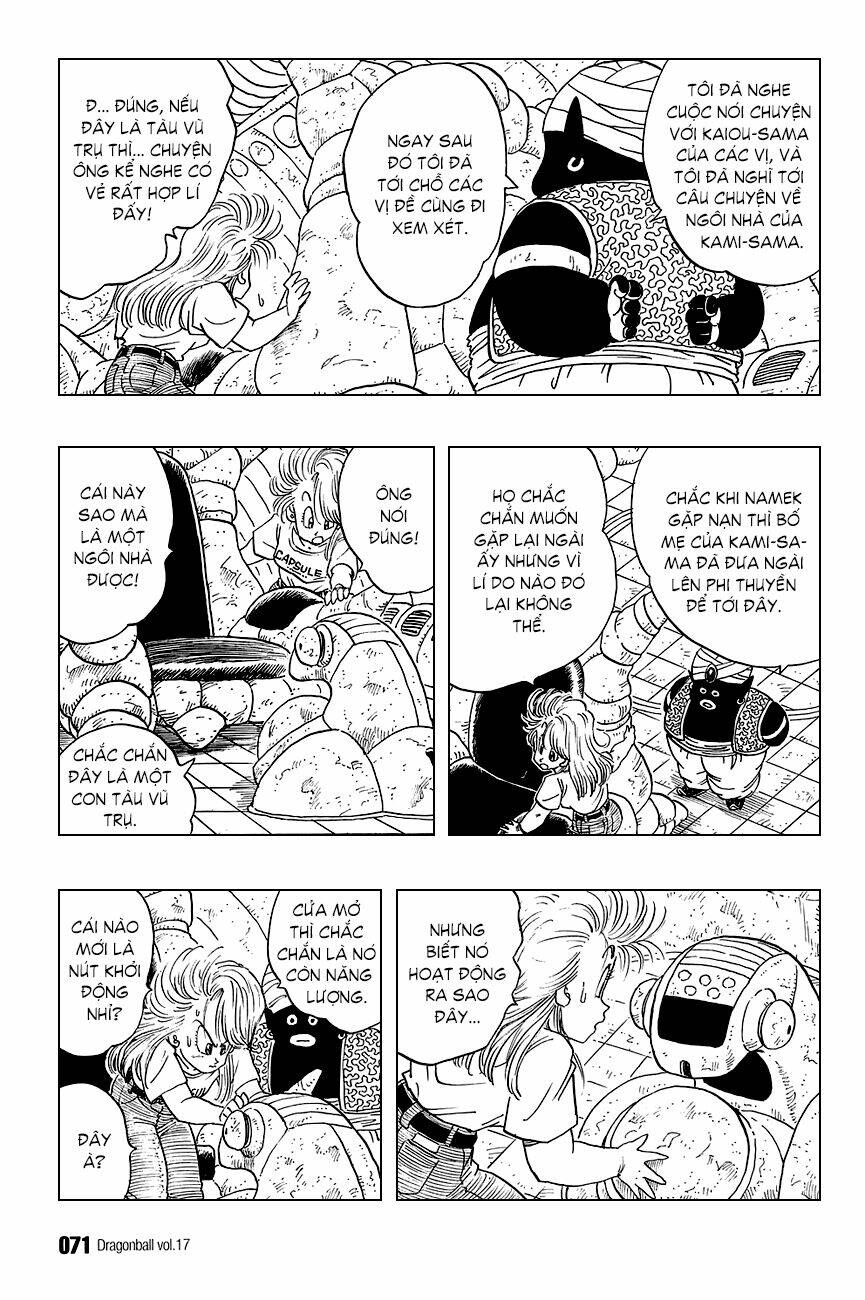 TÔI ĐÃ NGHE
CUỘC NÓI CHUYỆN
VỚI KAIOU-SAMA
CỦA CÁC VỊ, VÀ
TÔI ĐÃ NGHĨ TỚI
CÂU CHUYỆN VỀ
NGÔI NHÀ CỦA
KAMI-SAMA.
NGAY SAU
ĐÓ TÔI ĐÃ
TỚI CHỖ CÁC
VỊ ĐỂ CÙNG ĐI
XEM XÉT.
Đ... ĐÚNG, NẾU
ĐÂY LÀ TÀU VŨ
TRỤ THÌ... CHUYỆN
ÔNG KỂ NGHE CÓ
VẺ RẤT HỢP LÍ
ĐẤY!
CHẮC KHI NAMEK
GẶP NẠN THÌ BỐ
MẸ CỦA KAMI-SA-
MA ĐÃ ĐƯA NGÀI
LÊN PHI THUYỀN
ĐỂ TỚI ĐÂY.
HỌ CHẮC
CHẮN MUỐN
GẶP LẠI NGÀI
ẤY NHƯNG VÌ
LÍ DO NÀO ĐÓ
LẠI KHÔNG
THỂ.
ÔNG
NÓI
ĐÚNG!
CAPSULE
CÁI NÀY
SAO MÀ
LÀ MỘT
NGÔI NHÀ
ĐƯỢC!
CHẮC CHẮN
ĐÂY LÀ MỘT
CON TÀU VŨ
TRỤ.
NHƯNG
BIẾT NÓ
HOẠT ĐỘNG
RA SAO
ĐÂY...
CỬA MỞ
THÌ CHẮC
CHẮN LÀ NÓ
CÒN NĂNG
LƯỢNG.
CÁI NÀO
MỚI LÀ
NÚT KHỞI
ĐỘNG
NHỈ?
ĐÂY
À?
071 Dragonball vol.17